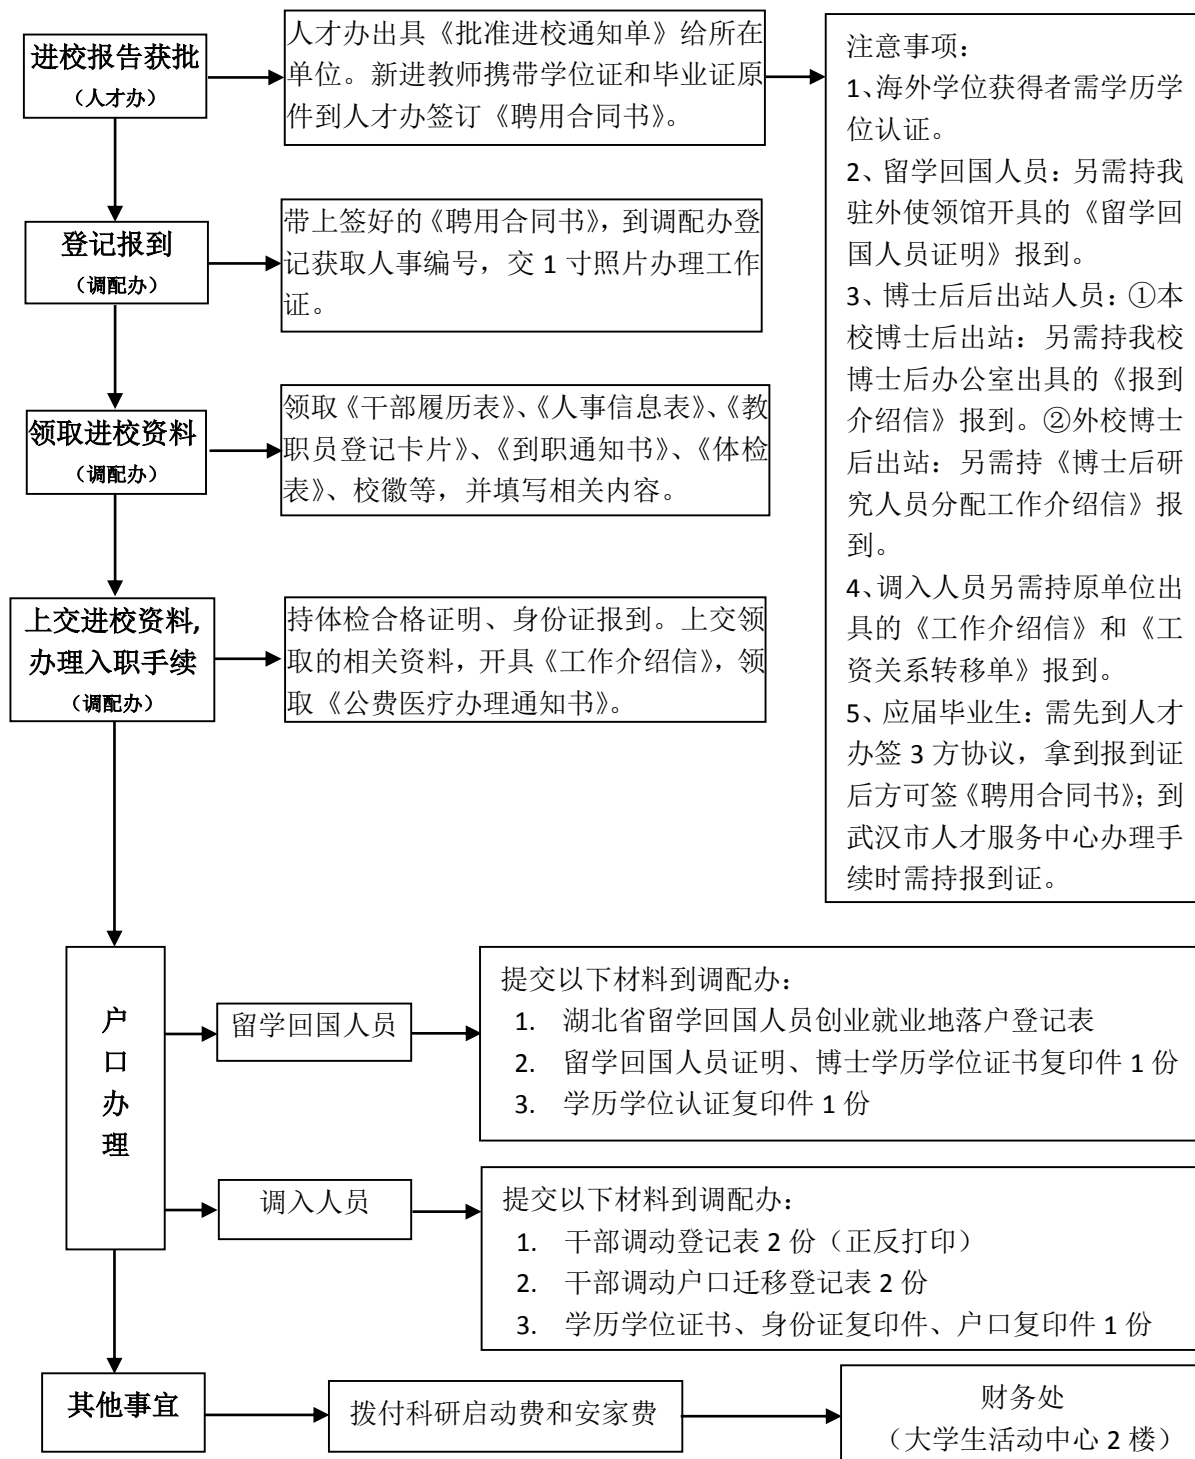 进校报告获批
（人才办）
人才办出具《批准进校通知单》给所在
单位。新进教师携带学位证和毕业证原
件到人才办签订《聘用合同书》。
注意事项：
1、海外学位获得者需学历学
位认证。
2、留学回国人员：另需持我
驻外使领馆开具的《留学回
国人员证明》报到。
3、博士后后出站人员：①本
校博士后出站：另需持我校
博士后办公室出具的《报到
介绍信》报到。②外校博士
后出站：另需持《博士后研
究人员分配工作介绍信》报
到。
4、调入人员另需持原单位出
具的《工作介绍信》和《工
资关系转移单》报到。
5、应届毕业生：需先到人才
办签 3 方协议，拿到报到证
后方可签《聘用合同书》；到
武汉市人才服务中心办理手
续时需持报到证。
登记报到
（调配办）
带上签好的《聘用合同书》，到调配办登
记获取人事编号，交 1 寸照片办理工作
证。
领取进校资料
（调配办）
领取《干部履历表》、《人事信息表》、《教
职员登记卡片》、《到职通知书》、《体检
表》、校徽等，并填写相关内容。
上交进校资料,
办理入职手续
（调配办）
持体检合格证明、身份证报到。上交领
取的相关资料，开具《工作介绍信》，领
取《公费医疗办理通知书》。
户
口
办
理
留学回国人员
提交以下材料到调配办：
1. 湖北省留学回国人员创业就业地落户登记表
2. 留学回国人员证明、博士学历学位证书复印件 1 份
3. 学历学位认证复印件 1 份
调入人员
提交以下材料到调配办：
1. 干部调动登记表 2 份（正反打印）
2. 干部调动户口迁移登记表 2 份
3. 学历学位证书、身份证复印件、户口复印件 1 份
其他事宜
拨付科研启动费和安家费
财务处
（大学生活动中心 2 楼）